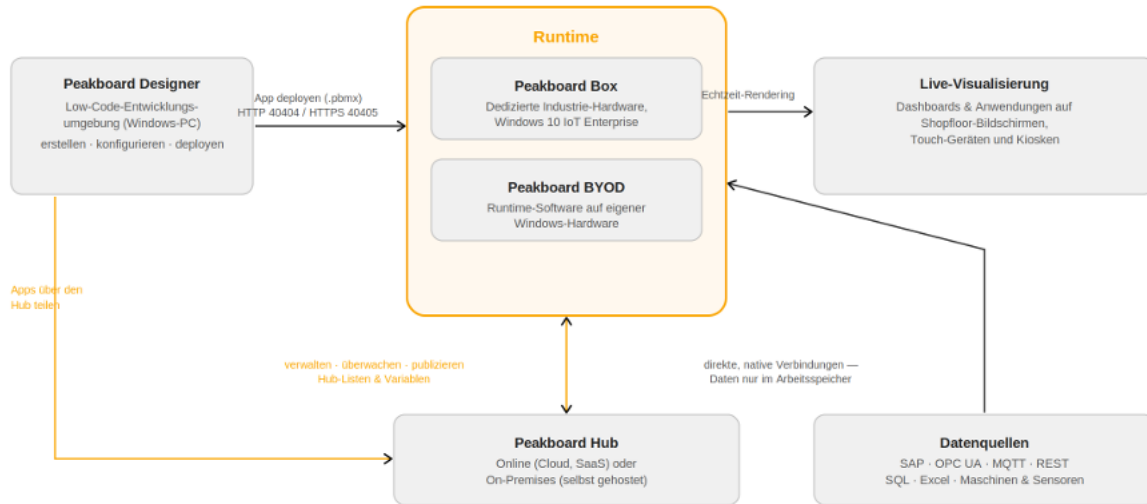 Runtime
Peakboard Designer
Low-Code-Entwicklungs-
umgebung (Windows-PC)
erstellen · konfigurieren · deployen
App deployen (.pbmx)
HTTP 40404 / HTTPS 40405
Peakboard Box
Dedizierte Industrie-Hardware,
Windows 10 IoT Enterprise
Peakboard BYOD
Runtime-Software auf eigener
Windows-Hardware
Echtzeit-Rendering
Live-Visualisierung
Dashboards & Anwendungen auf
Shopfloor-Bildschirmen,
Touch-Geräten und Kiosken
Apps über den
Hub teilen
verwalten · überwachen · publizieren
Hub-Listen & Variablen
direkte, native Verbindungen —
Daten nur im Arbeitsspeicher
Peakboard Hub
Online (Cloud, SaaS) oder
On-Premises (selbst gehostet)
Datenquellen
SAP · OPC UA · MQTT · REST
SQL · Excel · Maschinen & Sensoren